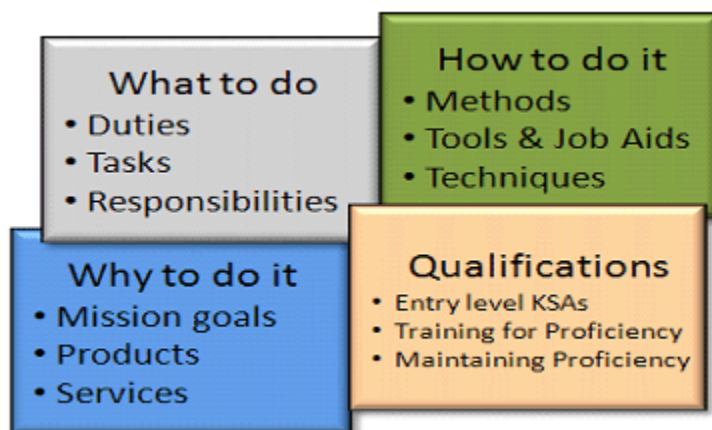 What to do
• Duties
• Tasks
• Responsibilities
How to do it
• Methods
• Tools & Job Aids
• Techniques
Why to do it
• Mission goals
• Products
• Services
Qualifications
• Entry level KSAs
• Training for Proficiency
• Maintaining Proficiency